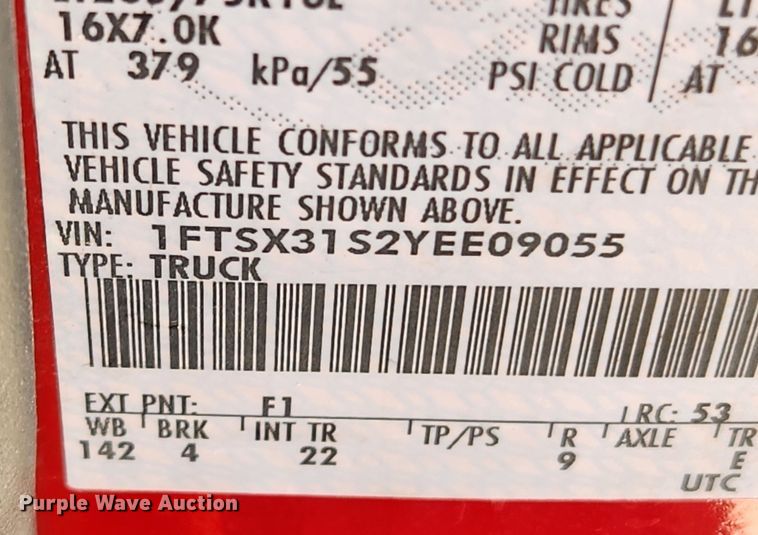 TIRES
16X7.0K RIMS 16
AT 379 kPa/55 PSI COLD AT
THIS VEHICLE CONFORMS TO ALL APPLICABLE
VEHICLE SAFETY STANDARDS IN EFFECT ON TH
MANUFACTURE SHOWN ABOVE.
VIN: 1FTSX31S2YEE09055
TYPE: TRUCK
EXT PNT: F1 RC: 53
WB BRK INT TR TP/PS R AXLE TR
142 4 22 9 E
UTC
Purple Wave Auction